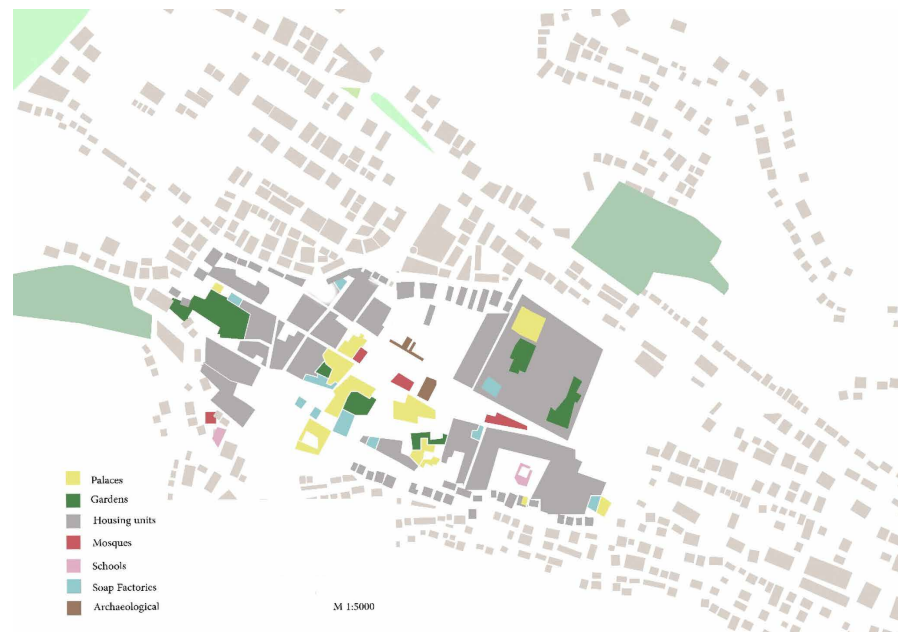 Palaces
Gardens
Housing units
Mosques
Schools
Soap Factories
Archaeological
M 1:5000